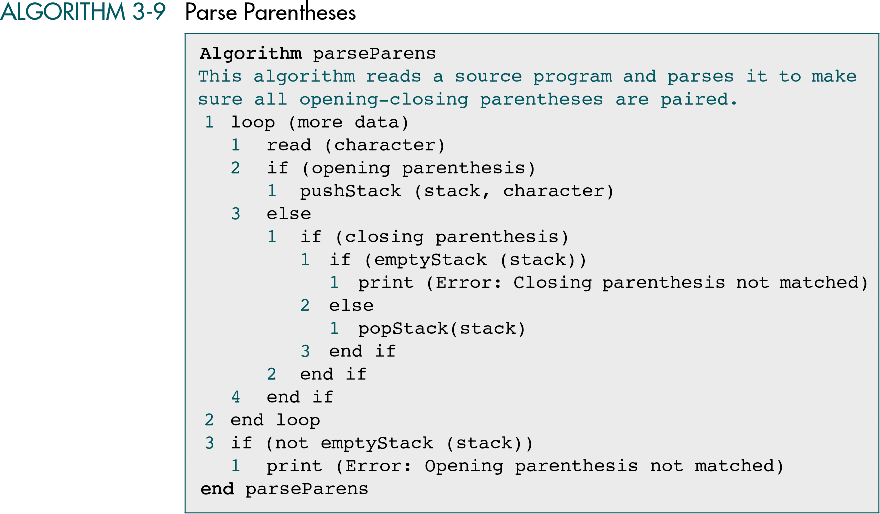 ALGORITHM 3-9 Parse Parentheses
Algorithm parseParens
This algorithm reads a source program and parses it to make
sure all opening-closing parentheses are paired.
1 loop (more data)
1 read (character)
2 if (opening parenthesis)
1 pushStack (stack, character)
3 else
1 if (closing parenthesis)
1 if (emptyStack (stack))
1 print (Error: Closing parenthesis not matched)
2 else
1 popStack(stack)
3 end if
2 end if
4 end if
2 end loop
3 if (not emptyStack (stack))
1 print (Error: Opening parenthesis not matched)
end parseParens